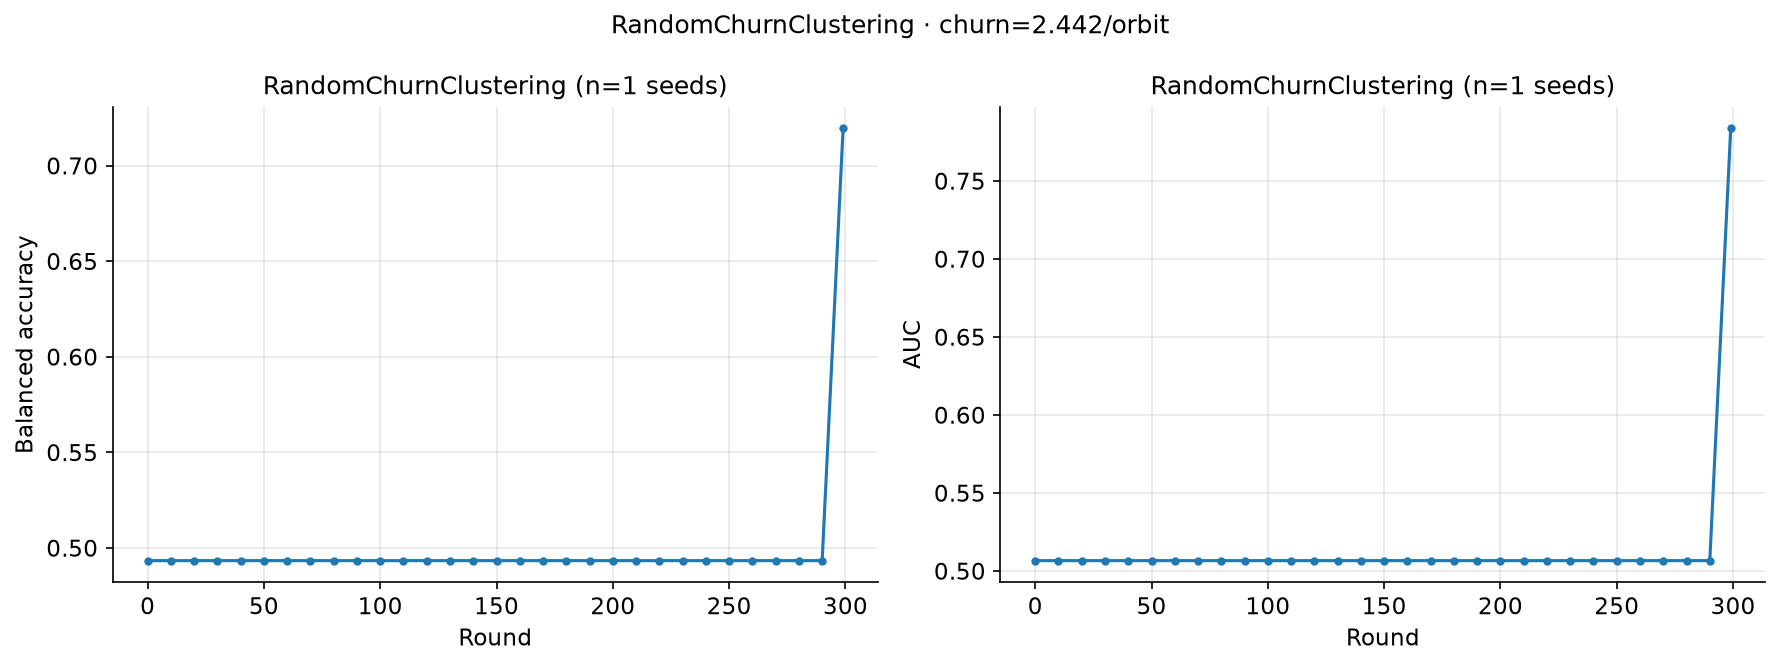 RandomChurnClustering · churn=2.442/orbit
RandomChurnClustering (n=1 seeds)
Balanced accuracy
0.70
0.65
0.60
0.55
0.50
0 50 100 150 200 250 300
Round
RandomChurnClustering (n=1 seeds)
AUC
0.75
0.70
0.65
0.60
0.55
0.50
0 50 100 150 200 250 300
Round